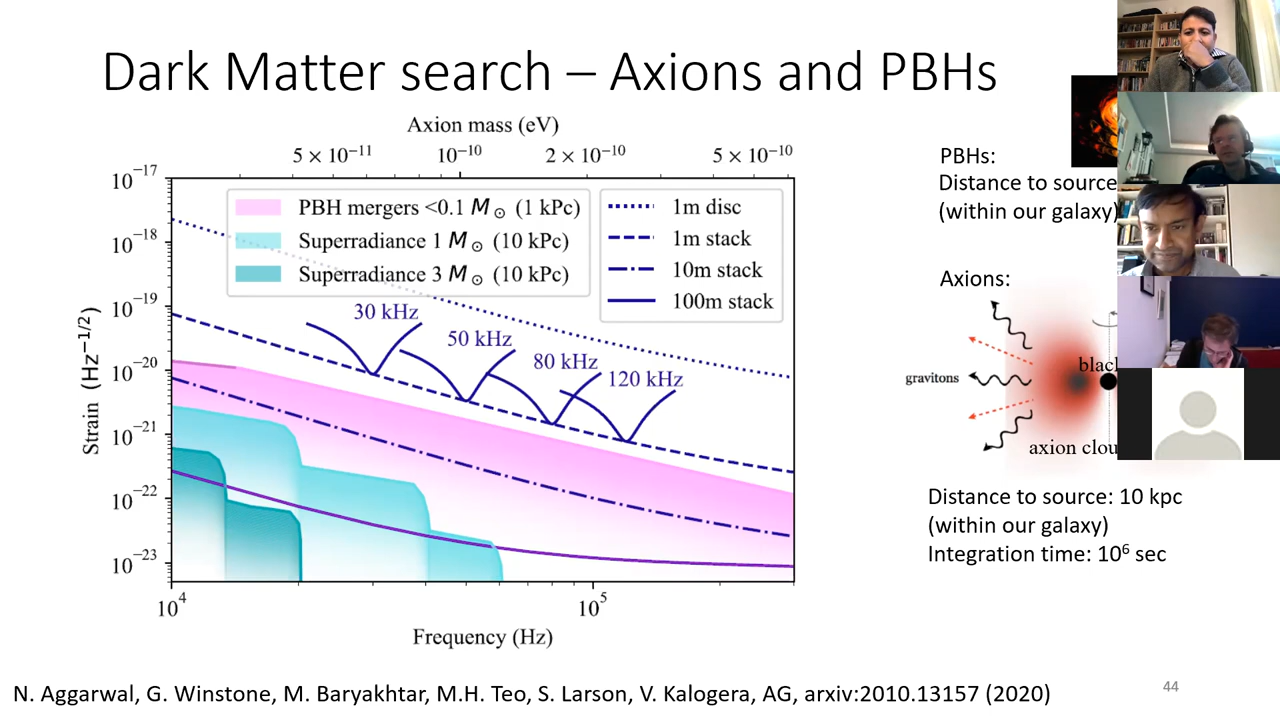 Dark Matter search – Axions and PBHs
Axion mass (eV)
5 × 10⁻¹¹ 10⁻¹⁰ 2 × 10⁻¹⁰ 5 × 10⁻¹⁰
10⁻¹⁷
10⁻¹⁸
10⁻¹⁹
10⁻²⁰
10⁻²¹
10⁻²²
10⁻²³
Strain (Hz⁻¹/²)
PBH mergers <0.1 M⊙ (1 kPc)
Superradiance 1 M⊙ (10 kPc)
Superradiance 3 M⊙ (10 kPc)
1m disc
1m stack
10m stack
100m stack
30 kHz
50 kHz
80 kHz
120 kHz
10⁴ 10⁵
Frequency (Hz)
PBHs:
Distance to source
(within our galaxy)
Axions:
gravitons
Distance to source: 10 kpc
(within our galaxy)
Integration time: 10⁶ sec
N. Aggarwal, G. Winstone, M. Baryakhtar, M.H. Teo, S. Larson, V. Kalogera, AG, arxiv:2010.13157 (2020)
44